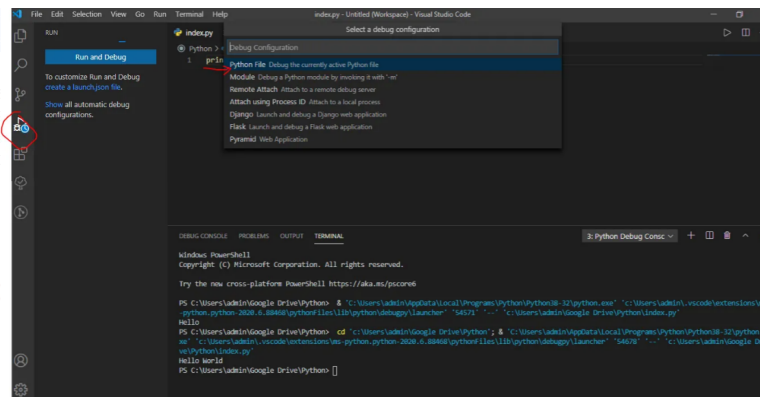 File Edit Selection View Go Run Terminal Help
index.py - Untitled (Workspace) - Visual Studio Code
RUN
index.py
Select a debug configuration
Python >
Debug Configuration
Run and Debug
1 prin
Python File Debug the currently active Python file
To customize Run and Debug
Module Debug a Python module by invoking it with '-m'
create a launch.json file.
Remote Attach Attach to a remote debug server
Show all automatic debug
Attach using Process ID Attach to a local process
configurations.
Django Launch and debug a Django web application
Flask Launch and debug a Flask web application
Pyramid Web Application
DEBUG CONSOLE PROBLEMS OUTPUT TERMINAL
3: Python Debug Consc
Windows PowerShell
Copyright (C) Microsoft Corporation. All rights reserved.
Try the new cross-platform PowerShell https://aka.ms/pscore6
PS C:\Users\admin\Google Drive\Python> & 'C:\Users\admin\AppData\Local\Programs\Python\Python38-32\python.exe' 'c:\Users\admin\.vscode\extensions\
-python.python-2020.6.88468\pythonFiles\lib\python\debugpy\launcher' '54571' '--' 'c:\Users\admin\Google Drive\Python\index.py'
Hello
PS C:\Users\admin\Google Drive\Python> cd 'c:\Users\admin\Google Drive\Python'; & 'C:\Users\admin\AppData\Local\Programs\Python\Python38-32\python
xe' 'c:\Users\admin\.vscode\extensions\ms-python.python-2020.6.88468\pythonFiles\lib\python\debugpy\launcher' '54678' '--' 'c:\Users\admin\Google D
ve\Python\index.py'
Hello World
PS C:\Users\admin\Google Drive\Python>